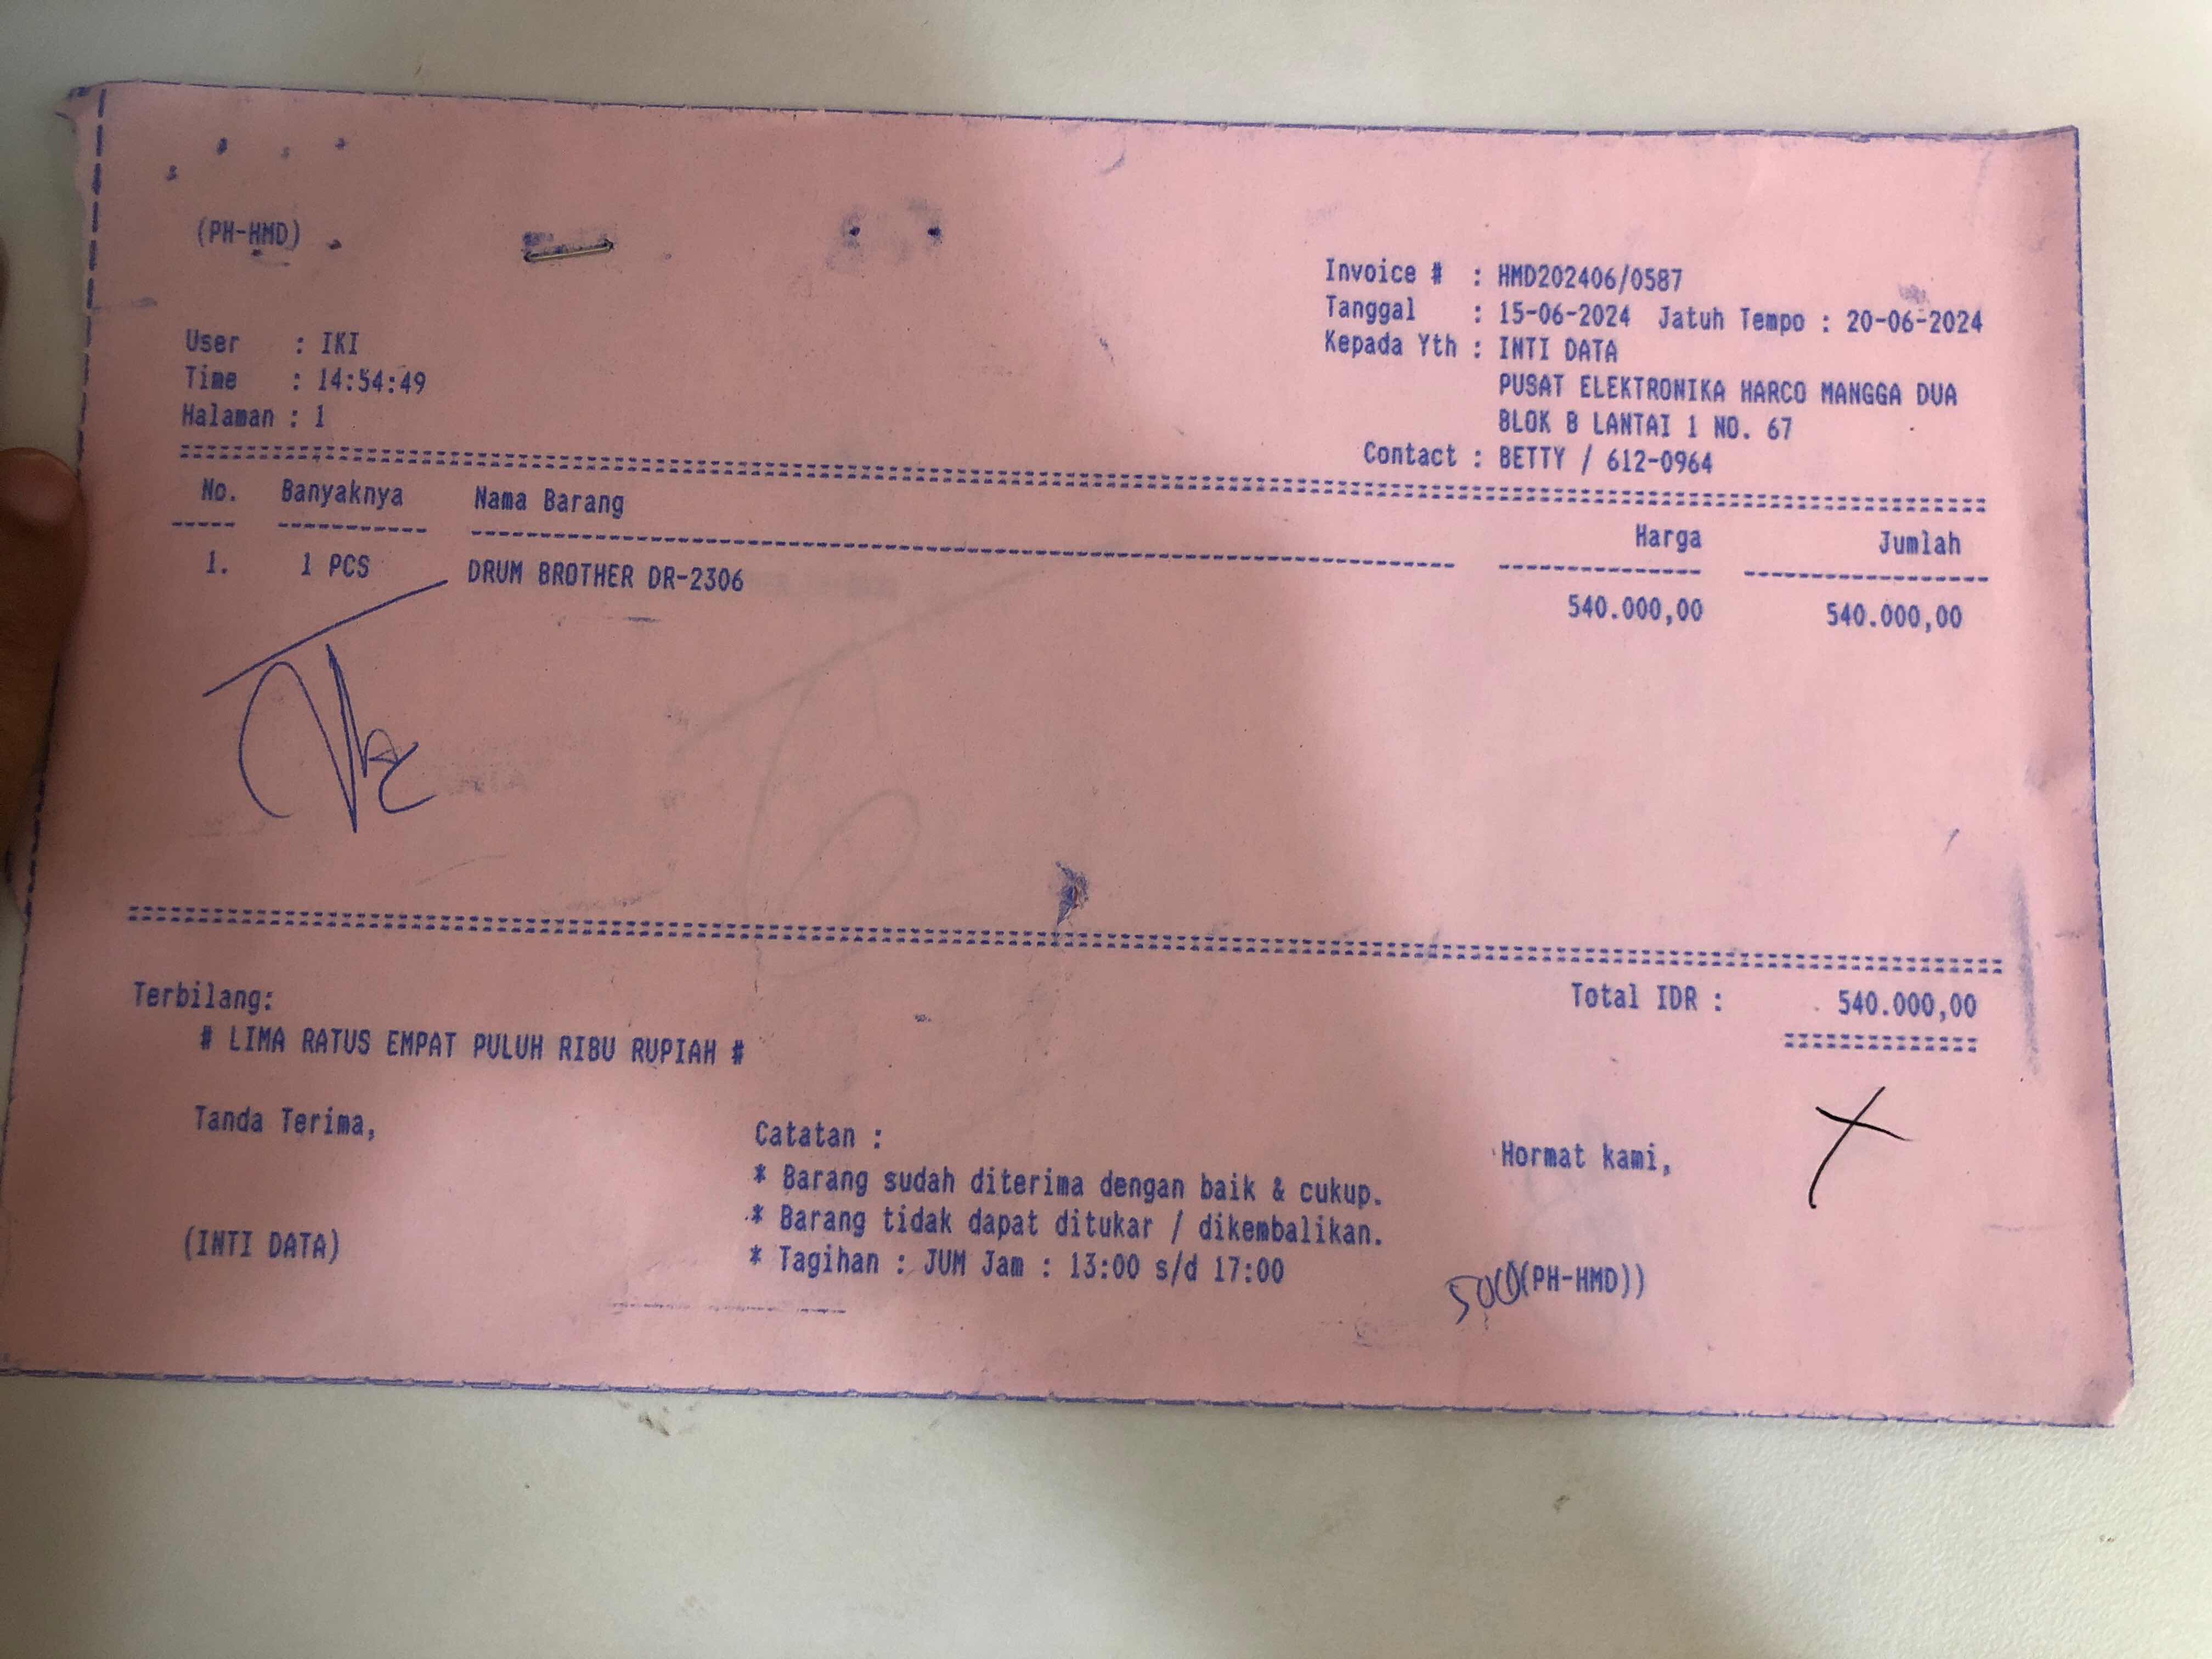 (PH-HMD)
Invoice # : HMD202406/0587
Tanggal : 15-06-2024 Jatuh Tempo : 20-06-2024
Kepada Yth : INTI DATA
PUSAT ELEKTRONIKA HARCO MANGGA DUA
BLOK B LANTAI 1 NO. 67
Contact : BETTY / 612-0964
User : IKI
Time : 14:54:49
Halaman : 1
No. Banyaknya Nama Barang Harga Jumlah
1. 1 PCS DRUM BROTHER DR-2306 540.000,00 540.000,00
Terbilang: Total IDR : 540.000,00
# LIMA RATUS EMPAT PULUH RIBU RUPIAH #
Tanda Terima,
(INTI DATA)
Catatan :
* Barang sudah diterima dengan baik & cukup.
* Barang tidak dapat ditukar / dikembalikan.
* Tagihan : JUM Jam : 13:00 s/d 17:00
Hormat kami,
(PH-HMD))